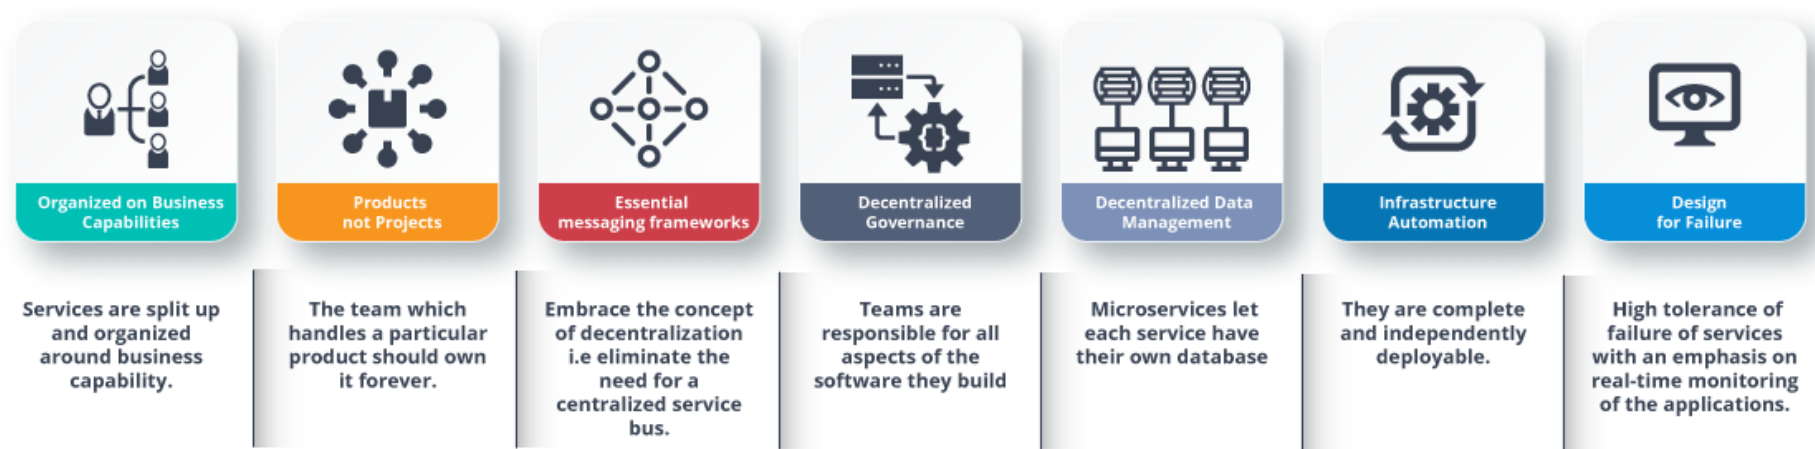 Organized on Business
Capabilities
Products
not Projects
Essential
messaging frameworks
Decentralized
Governance
Decentralized Data
Management
Infrastructure
Automation
Design
for Failure
Services are split up
and organized
around business
capability.
The team which
handles a particular
product should own
it forever.
Embrace the concept
of decentralization
i.e eliminate the
need for a
centralized service
bus.
Teams are
responsible for all
aspects of the
software they build
Microservices let
each service have
their own database
They are complete
and independently
deployable.
High tolerance of
failure of services
with an emphasis on
real-time monitoring
of the applications.